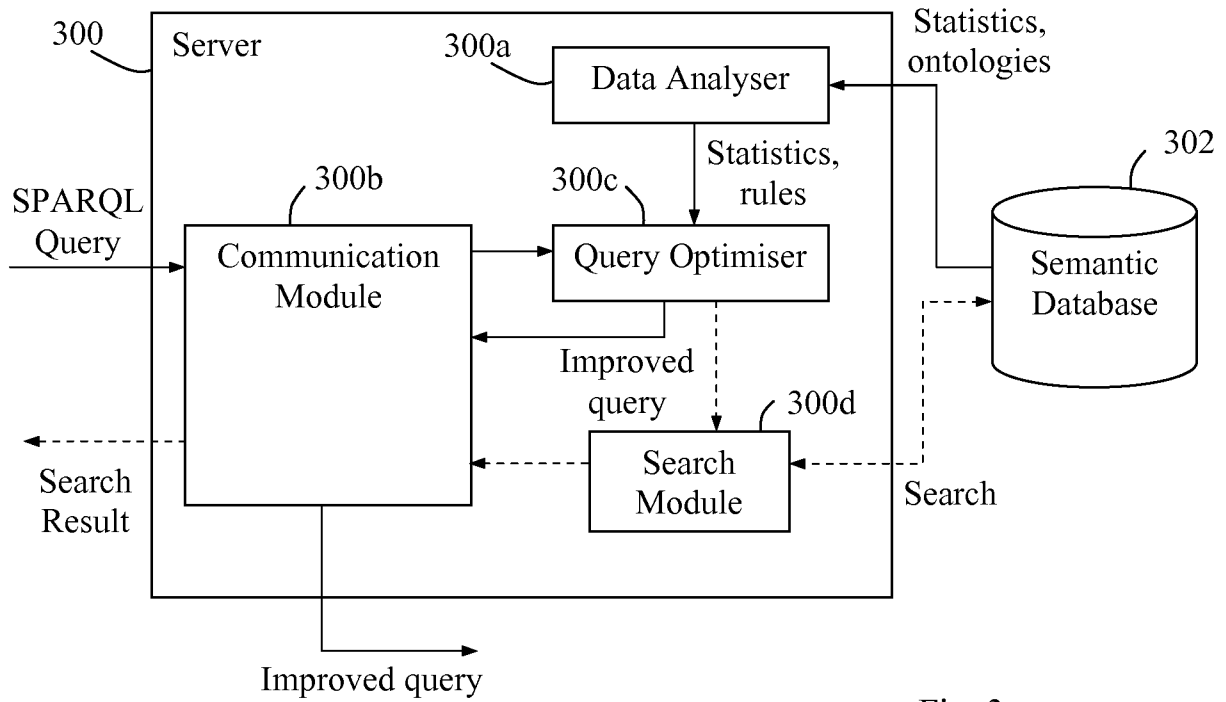 300
Server
300a
Data Analyser
Statistics,
ontologies
302
Statistics,
rules
SPARQL
Query
300b
Communication
Module
300c
Query Optimiser
Semantic
Database
Improved
query
300d
Search
Module
Search
Result
Search
Improved query